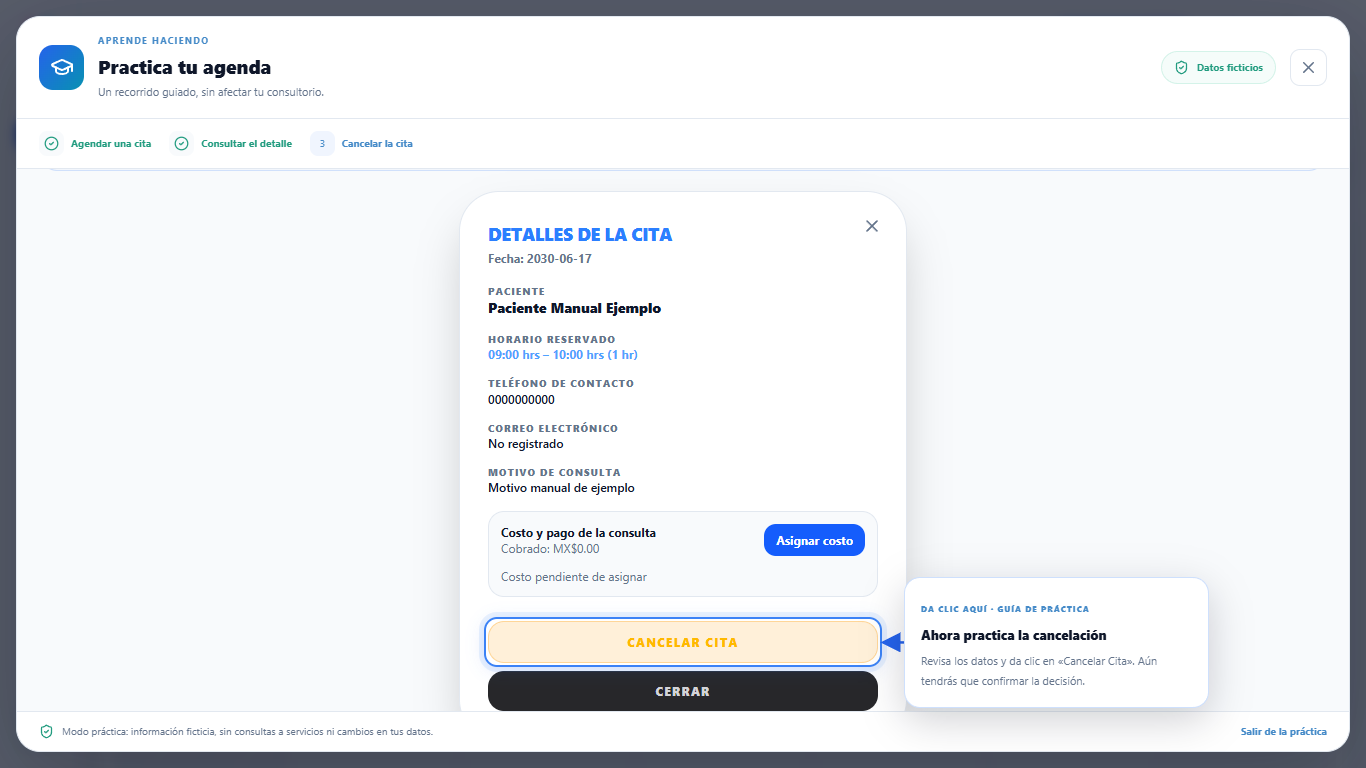 APRENDE HACIENDO
Practica tu agenda
Un recorrido guiado, sin afectar tu consultorio.
Datos ficticios
Agendar una cita
Consultar el detalle
3 Cancelar la cita
DETALLES DE LA CITA
Fecha: 2030-06-17
PACIENTE
Paciente Manual Ejemplo
HORARIO RESERVADO
09:00 hrs – 10:00 hrs (1 hr)
TELÉFONO DE CONTACTO
0000000000
CORREO ELECTRÓNICO
No registrado
MOTIVO DE CONSULTA
Motivo manual de ejemplo
Costo y pago de la consulta
Cobrado: MX$0.00
Asignar costo
Costo pendiente de asignar
CANCELAR CITA
CERRAR
DA CLIC AQUÍ · GUÍA DE PRÁCTICA
Ahora practica la cancelación
Revisa los datos y da clic en «Cancelar Cita». Aún
tendrás que confirmar la decisión.
Modo práctica: información ficticia, sin consultas a servicios ni cambios en tus datos.
Salir de la práctica